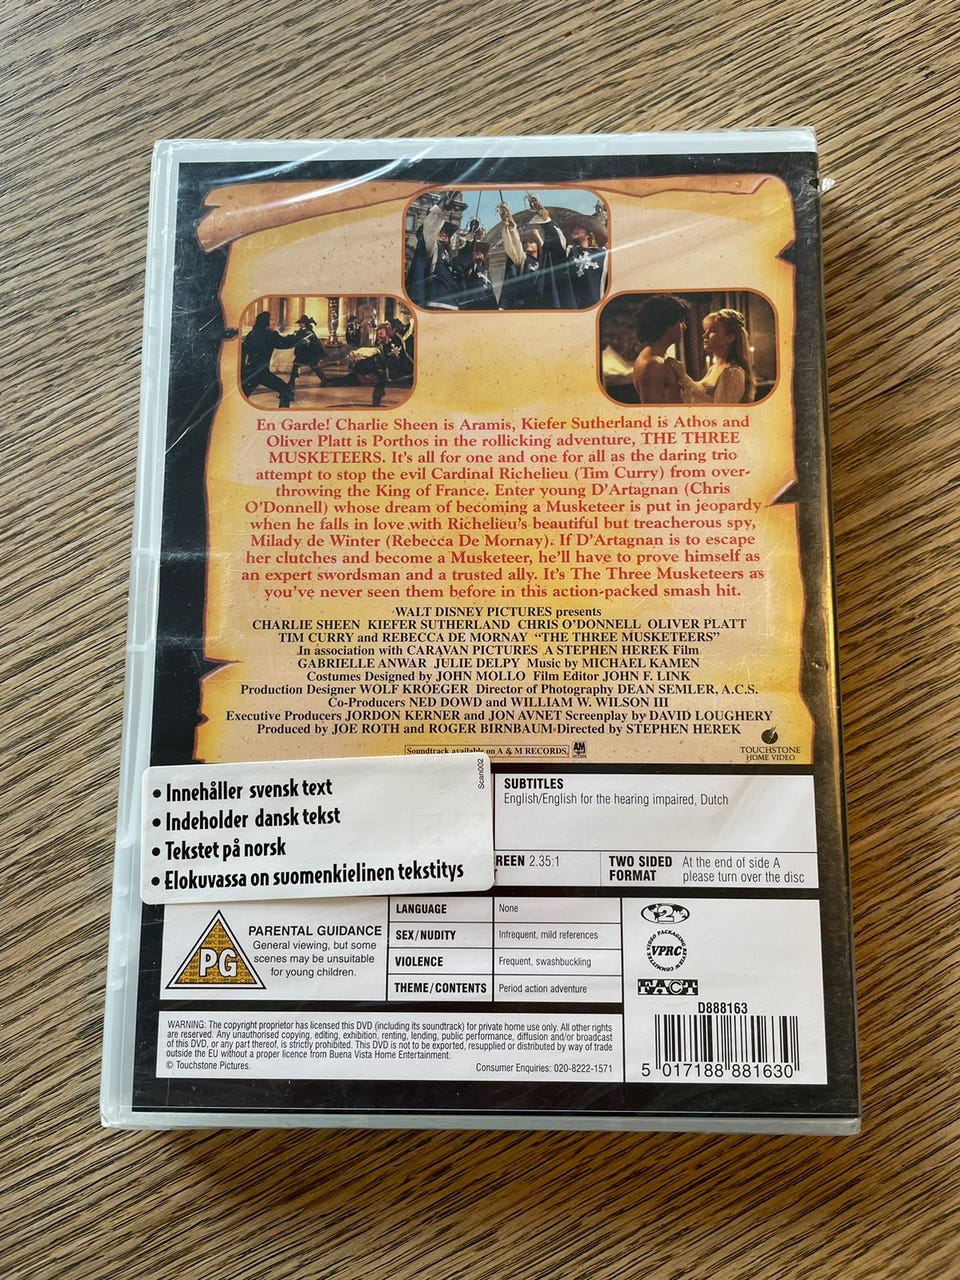 En Garde! Charlie Sheen is Aramis, Kiefer Sutherland is Athos and
Oliver Platt is Porthos in the rollicking adventure, THE THREE
MUSKETEERS. It's all for one and one for all as the daring trio
attempt to stop the evil Cardinal Richelieu (Tim Curry) from over-
throwing the King of France. Enter young D'Artagnan (Chris
O'Donnell) whose dream of becoming a Musketeer is put in jeopardy
when he falls in love with Richelieu's beautiful but treacherous spy,
Milady de Winter (Rebecca De Mornay). If D'Artagnan is to escape
her clutches and become a Musketeer, he'll have to prove himself as
an expert swordsman and a trusted ally. It's The Three Musketeers as
you've never seen them before in this action-packed smash hit.
WALT DISNEY PICTURES presents
CHARLIE SHEEN KIEFER SUTHERLAND CHRIS O'DONNELL OLIVER PLATT
TIM CURRY and REBECCA DE MORNAY "THE THREE MUSKETEERS"
In association with CARAVAN PICTURES A STEPHEN HEREK Film
GABRIELLE ANWAR JULIE DELPY Music by MICHAEL KAMEN
Costumes Designed by JOHN MOLLO Film Editor JOHN F. LINK
Production Designer WOLF KROEGER Director of Photography DEAN SEMLER, A.C.S.
Co-Producers NED DOWD and WILLIAM W. WILSON III
Executive Producers JORDON KERNER and JON AVNET Screenplay by DAVID LOUGHERY
Produced by JOE ROTH and ROGER BIRNBAUM Directed by STEPHEN HEREK
Soundtrack available on A & M RECORDS.
A&M
TOUCHSTONE
HOME VIDEO
Scan002
• Innehåller svensk text
• Indeholder dansk tekst
• Tekstet på norsk
• Elokuvassa on suomenkielinen tekstitys
SUBTITLES
English/English for the hearing impaired, Dutch
REEN 2.35:1
TWO SIDED
FORMAT
At the end of side A
please turn over the disc
PG
PARENTAL GUIDANCE
General viewing, but some
scenes may be unsuitable
for young children.
LANGUAGE None
SEX/NUDITY Infrequent, mild references
VIOLENCE Frequent, swashbuckling
THEME/CONTENTS Period action adventure
2
VIDEO PACKAGING REVIEW COMMITTEE
VPRC
FACT
D888163
5 017188 881630
WARNING: The copyright proprietor has licensed this DVD (including its soundtrack) for private home use only. All other rights
are reserved. Any unauthorised copying, editing, exhibition, renting, lending, public performance, diffusion and/or broadcast
of this DVD, or any part thereof, is strictly prohibited. This DVD is not to be exported, resupplied or distributed by way of trade
outside the EU without a proper licence from Buena Vista Home Entertainment.
© Touchstone Pictures.
Consumer Enquiries: 020-8222-1571